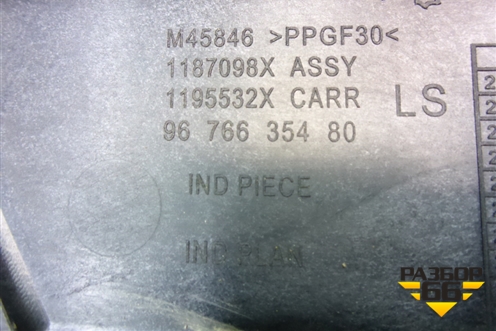 M45846 >PPGF30<
1187098X ASSY
1195532X CARR
LS
96 766 354 80
IND PIECE
IND PLAN
РАЗБОР
66